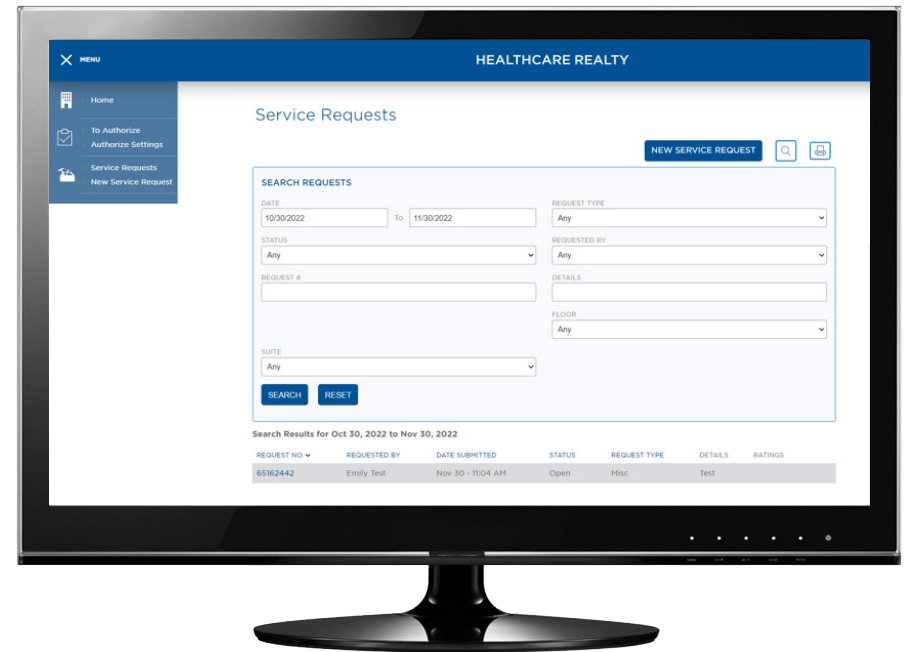 MENU
HEALTHCARE REALTY
Home
To Authorize
Authorize Settings
Service Requests
New Service Request
Service Requests
NEW SERVICE REQUEST
SEARCH REQUESTS
DATE
10/30/2022 To 11/30/2022
REQUEST TYPE
Any
STATUS
Any
REQUESTED BY
Any
REQUEST #
DETAILS
FLOOR
Any
SUITE
Any
SEARCH RESET
Search Results for Oct 30, 2022 to Nov 30, 2022
REQUEST NO. REQUESTED BY DATE SUBMITTED STATUS REQUEST TYPE DETAILS RATINGS
65162442 Emily Test Nov 30 - 11:04 AM Open Misc Test